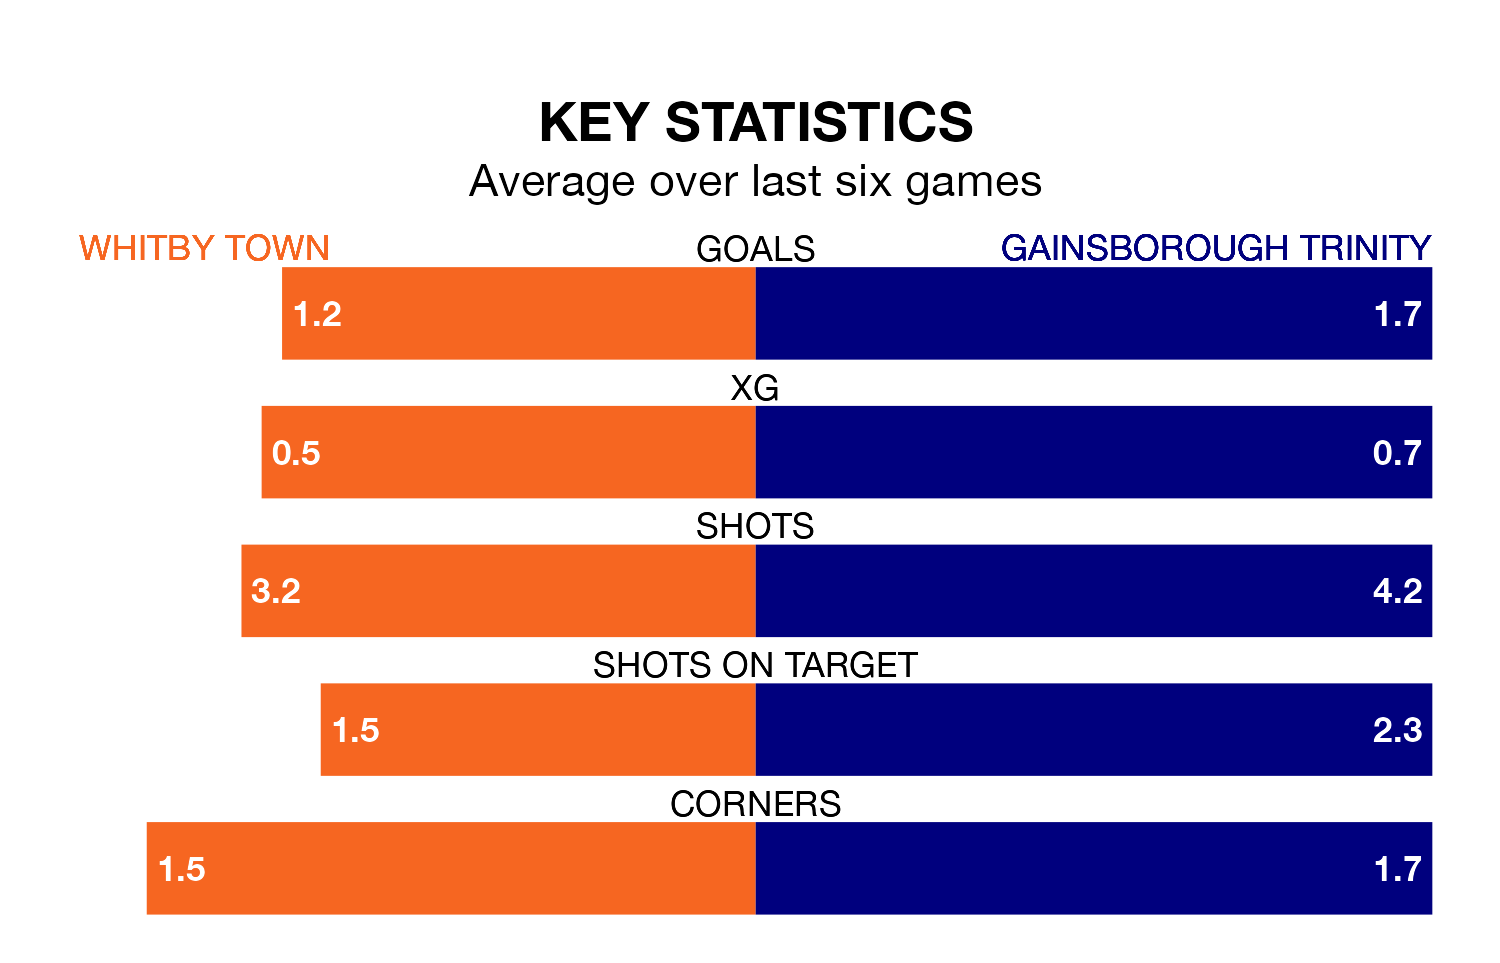 KEY STATISTICS
Average over last six games
WHITBY TOWN GOALS GAINSBOROUGH TRINITY
1.2 1.7
XG
0.5 0.7
SHOTS
3.2 4.2
SHOTS ON TARGET
1.5 2.3
CORNERS
1.5 1.7